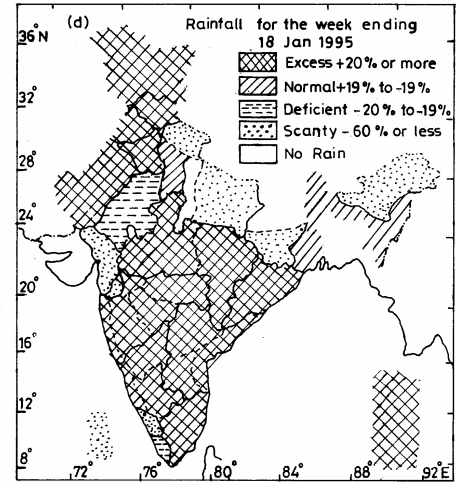 (d) Rainfall for the week ending
18 Jan 1995
Excess +20% or more
Normal +19% to -19%
Deficient -20% to -19%
Scanty -60% or less
No Rain
36°N
32°
28°
24°
20°
16°
12°
8°
72° 76° 80° 84° 88° 92°E